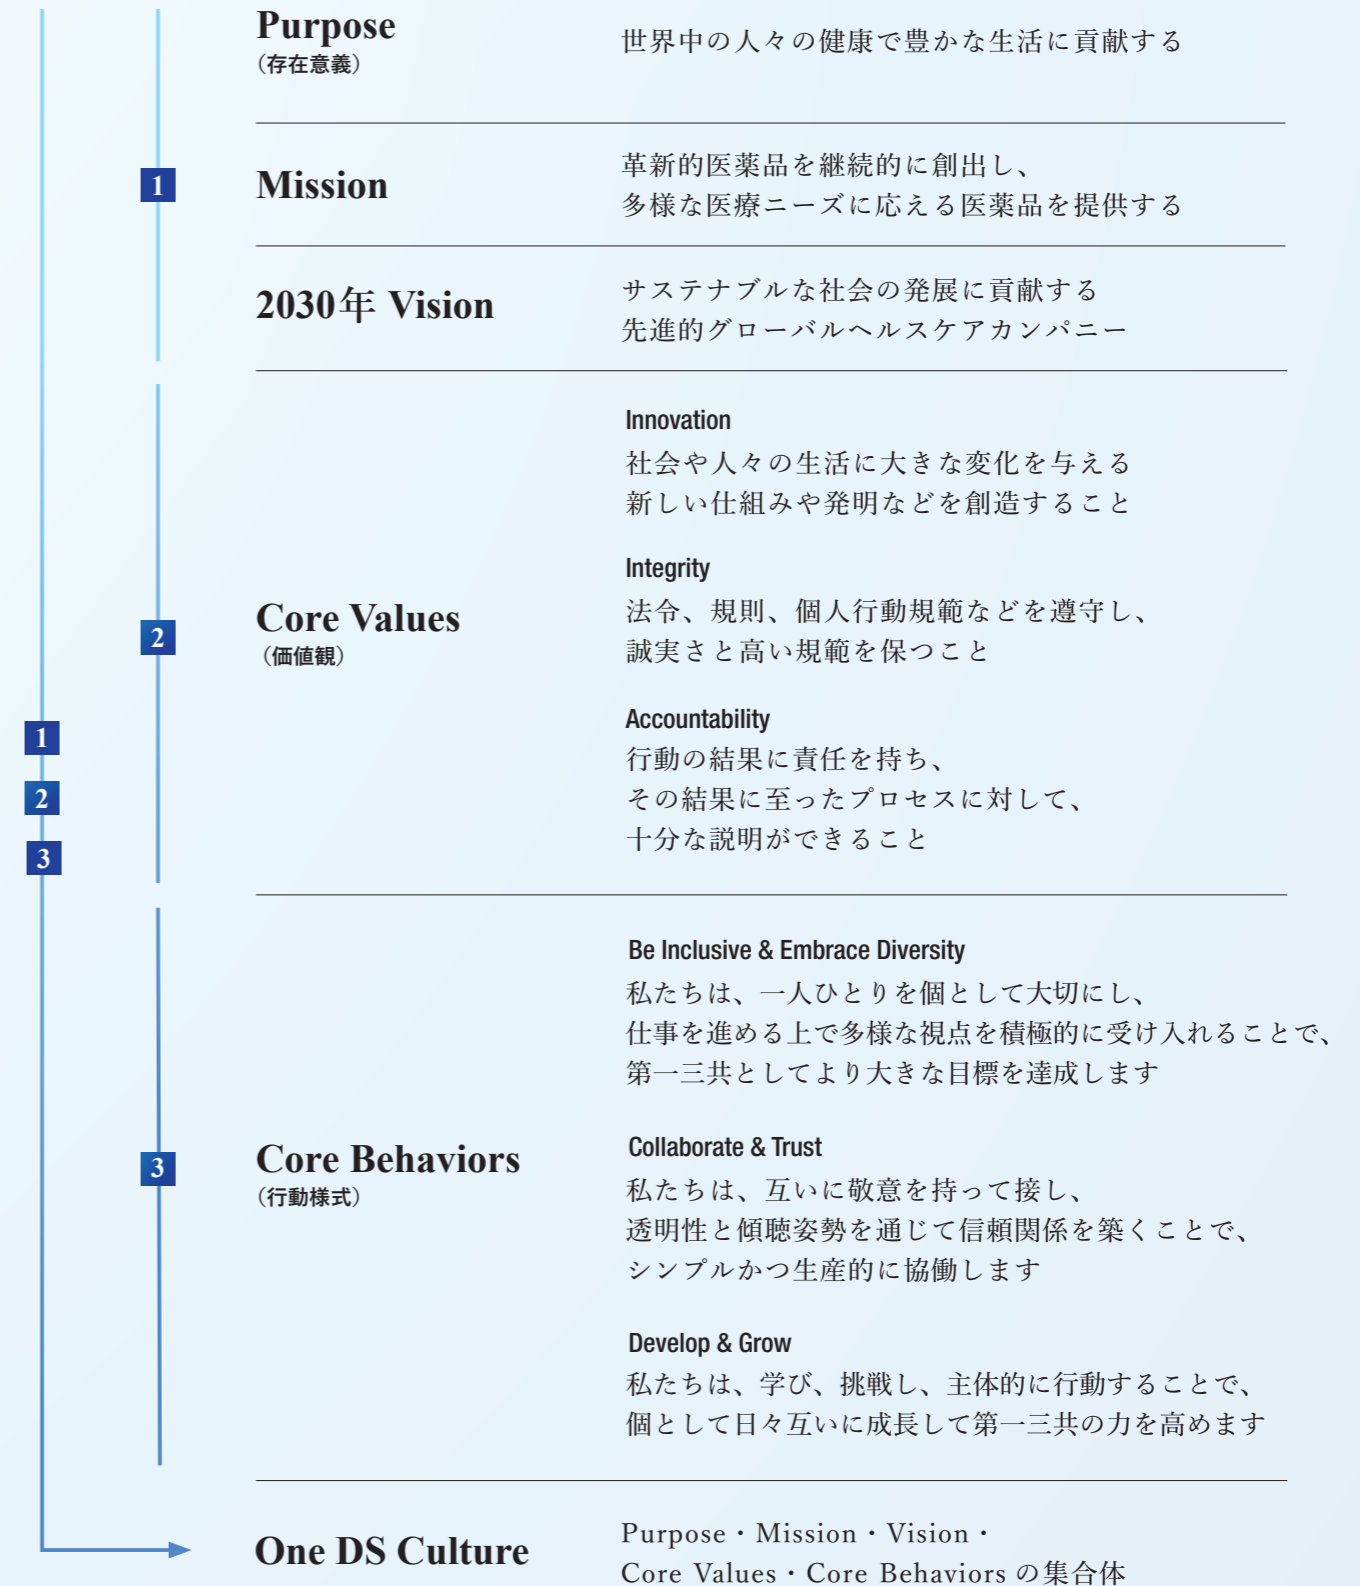 Purpose
（存在意義）
世界中の人々の健康で豊かな生活に貢献する
1
Mission
革新的医薬品を継続的に創出し、
多様な医療ニーズに応える医薬品を提供する
2030年 Vision
サステナブルな社会の発展に貢献する
先進的グローバルヘルスケアカンパニー
2
Core Values
（価値観）
Innovation
社会や人々の生活に大きな変化を与える
新しい仕組みや発明などを創造すること
Integrity
法令、規則、個人行動規範などを遵守し、
誠実さと高い規範を保つこと
Accountability
行動の結果に責任を持ち、
その結果に至ったプロセスに対して、
十分な説明ができること
1
2
3
3
Core Behaviors
（行動様式）
Be Inclusive & Embrace Diversity
私たちは、一人ひとりを個として大切にし、
仕事を進める上で多様な視点を積極的に受け入れることで、
第一三共としてより大きな目標を達成します
Collaborate & Trust
私たちは、互いに敬意を持って接し、
透明性と傾聴姿勢を通じて信頼関係を築くことで、
シンプルかつ生産的に協働します
Develop & Grow
私たちは、学び、挑戦し、主体的に行動することで、
個として日々互いに成長して第一三共の力を高めます
One DS Culture
Purpose・Mission・Vision・
Core Values・Core Behaviors の集合体